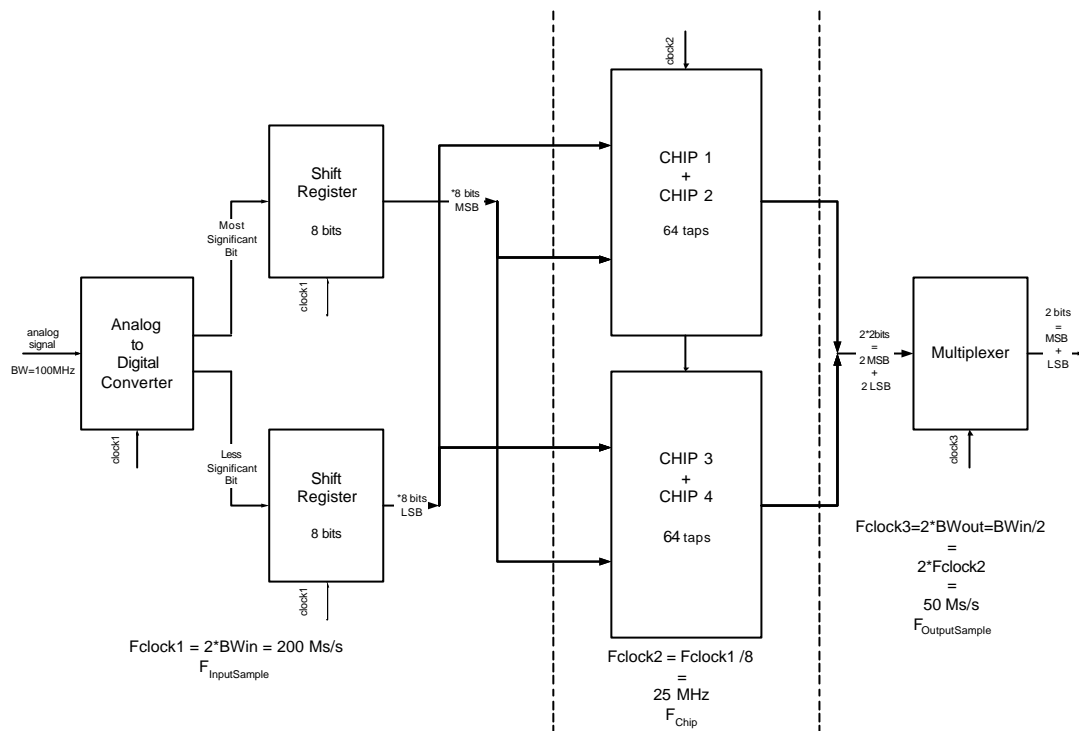 analog
signal
BW=100MHz
Analog
to
Digital
Converter
clock1
Most
Significant
Bit
Less
Significant
Bit
Shift
Register
8 bits
clock1
Shift
Register
8 bits
clock1
*8 bits
MSB
*8 bits
LSB
Fclock1 = 2*BWin = 200 Ms/s
F InputSample
clock2
CHIP 1
+
CHIP 2
64 taps
CHIP 3
+
CHIP 4
64 taps
Fclock2 = Fclock1 /8
=
25 MHz
F Chip
2*2bits
=
2 MSB
+
2 LSB
Multiplexer
clock3
2 bits
=
MSB
+
LSB
Fclock3=2*BWout=BWin/2
=
2*Fclock2
=
50 Ms/s
F OutputSample